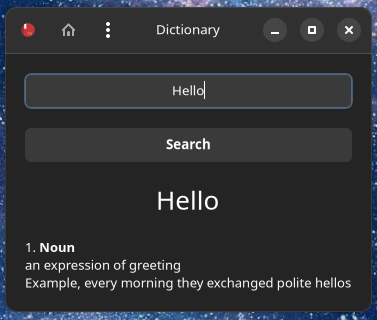 Dictionary
Hello
Search
Hello
1. Noun
an expression of greeting
Example, every morning they exchanged polite hellos